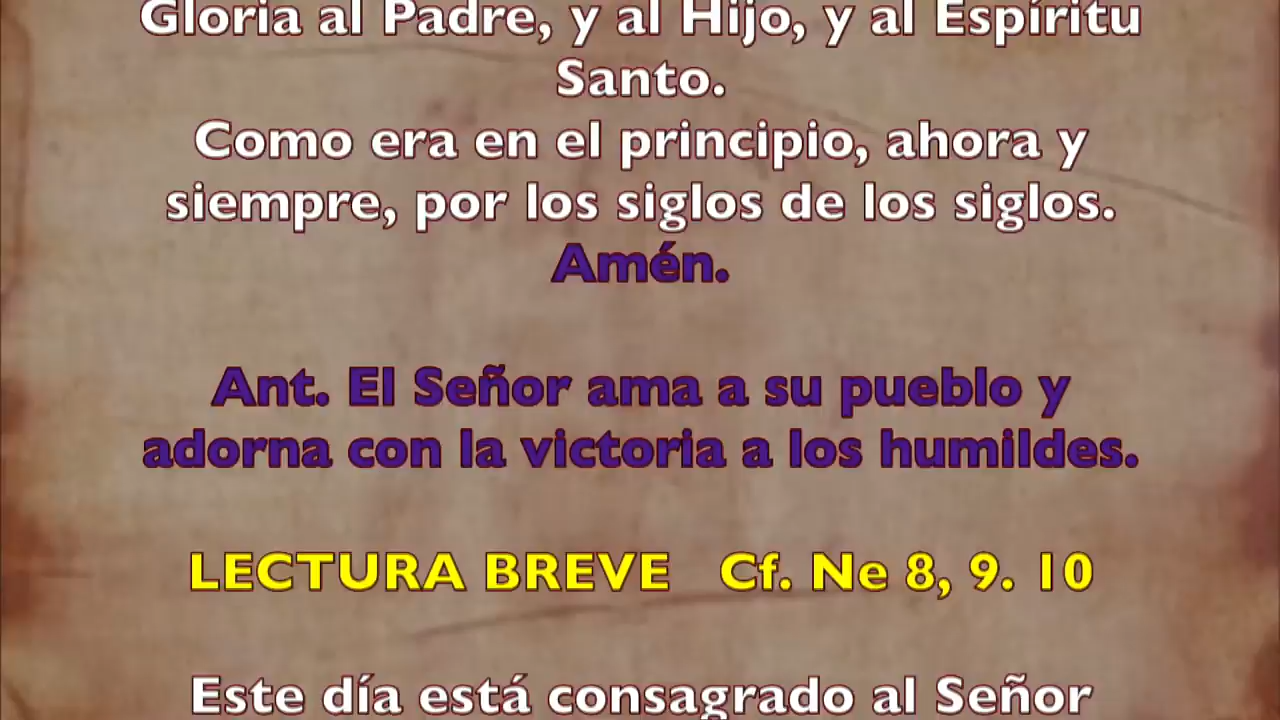 Gloria al Padre, y al Hijo, y al Espíritu
Santo.
Como era en el principio, ahora y
siempre, por los siglos de los siglos.
Amén.
Ant. El Señor ama a su pueblo y
adorna con la victoria a los humildes.
LECTURA BREVE   Cf. Ne 8, 9. 10
Este día está consagrado al Señor